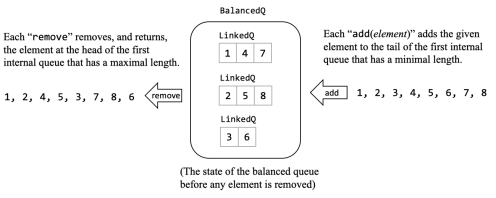 BalancedQ
Each “remove” removes, and returns,
the element at the head of the first
internal queue that has a maximal length.
1, 2, 4, 5, 3, 7, 8, 6
remove
LinkedQ
1 4 7
LinkedQ
2 5 8
LinkedQ
3 6
Each “add(element)” adds the given
element to the tail of the first internal
queue that has a minimal length.
add
1, 2, 3, 4, 5, 6, 7, 8
(The state of the balanced queue
before any element is removed)